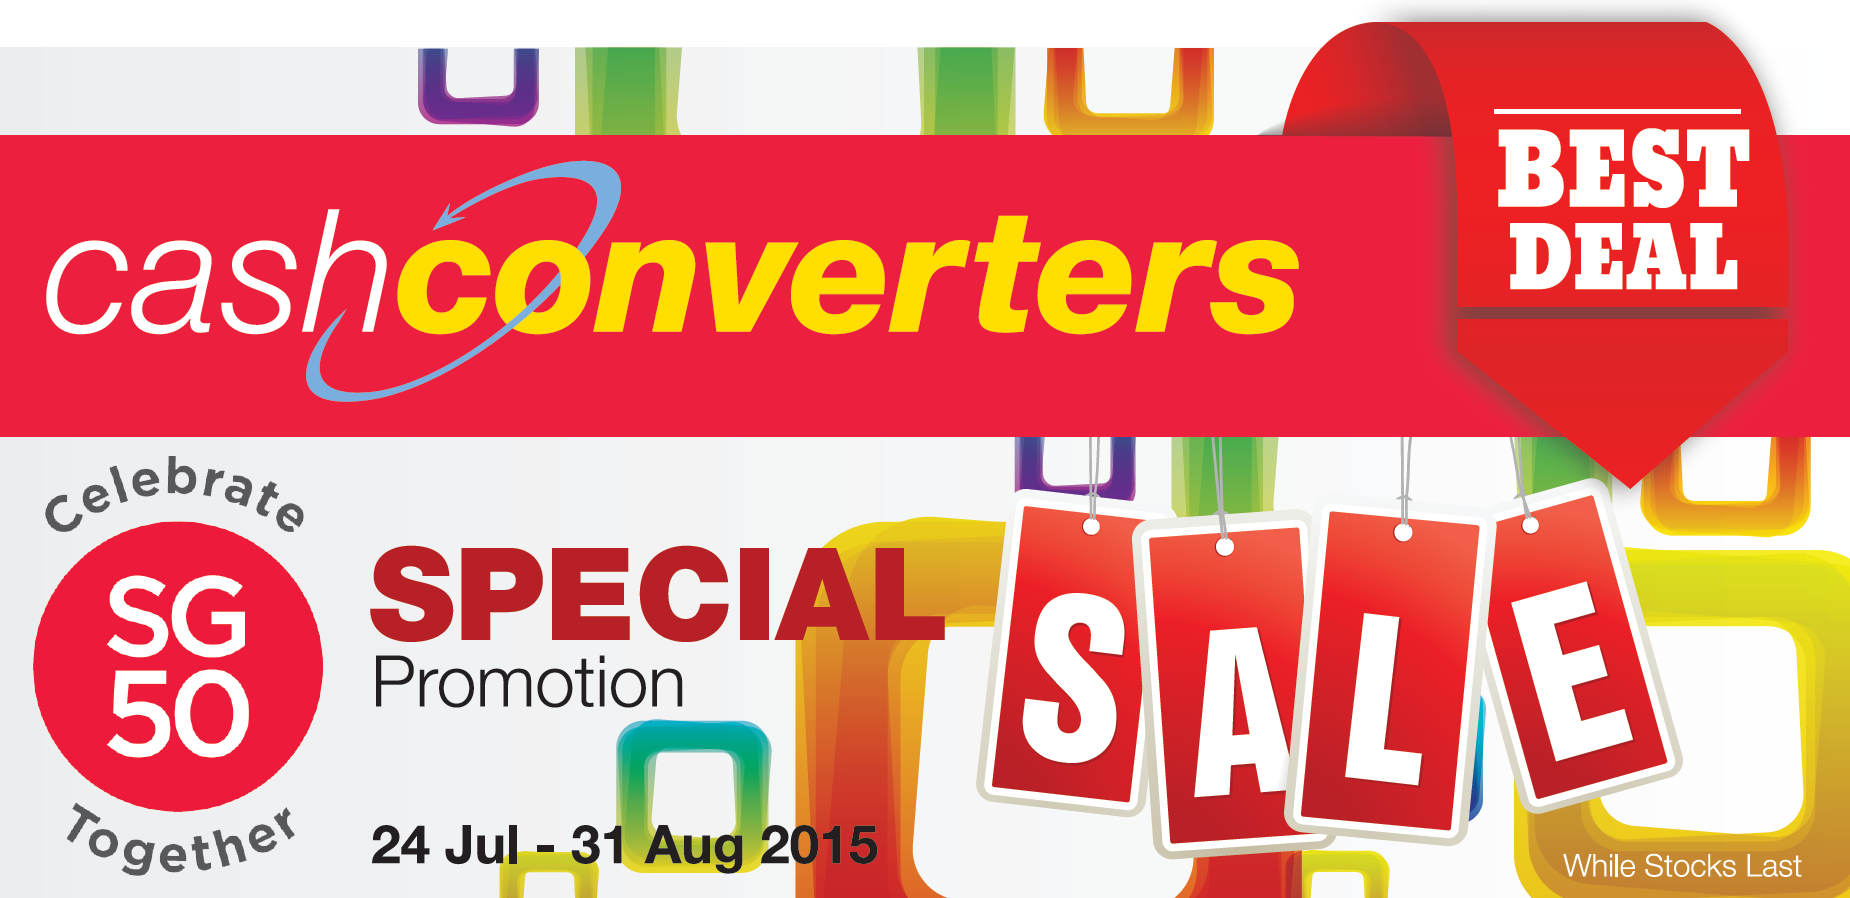 BEST
DEAL
cashconverters
Celebrate
SG
50
Together
SPECIAL
Promotion
24 Jul - 31 Aug 2015
SALE
While Stocks Last